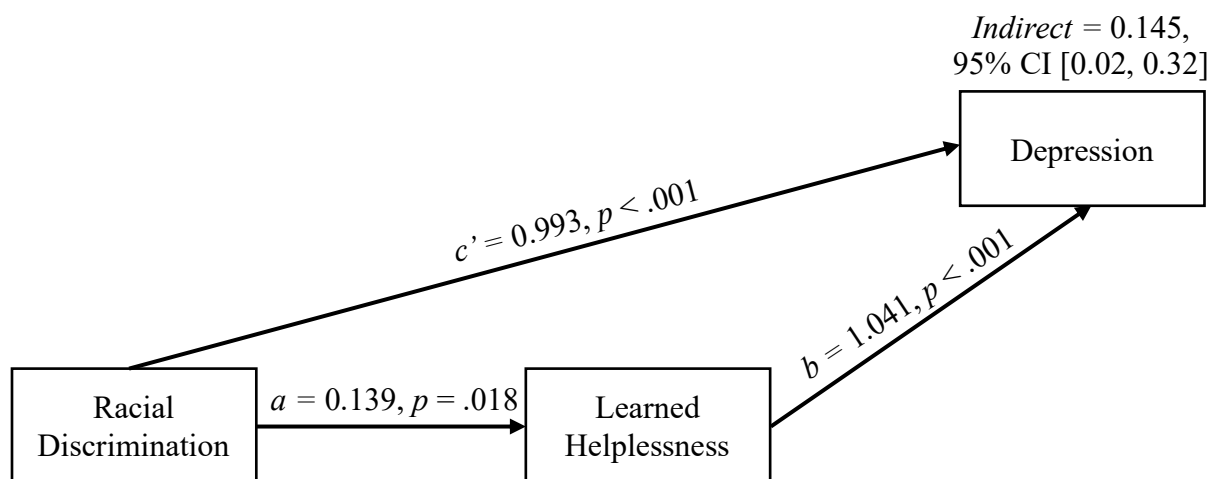 Indirect = 0.145,
95% CI [0.02, 0.32]
Depression
c’ = 0.993, p < .001
b = 1.041, p < .001
Racial
Discrimination
a = 0.139, p = .018
Learned
Helplessness